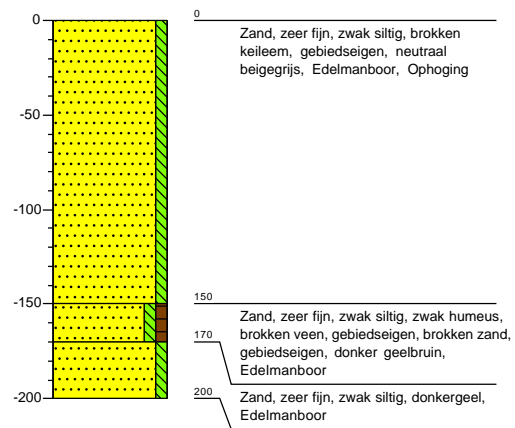 0
0
Zand, zeer fijn, zwak siltig, brokken
keileem, gebiedseigen, neutraal
beigegrijs, Edelmanboor, Ophoging
-50
-100
-150
150
Zand, zeer fijn, zwak siltig, zwak humeus,
brokken veen, gebiedseigen, brokken zand,
gebiedseigen, donker geelbruin,
Edelmanboor
170
-200
200
Zand, zeer fijn, zwak siltig, donkergeel,
Edelmanboor